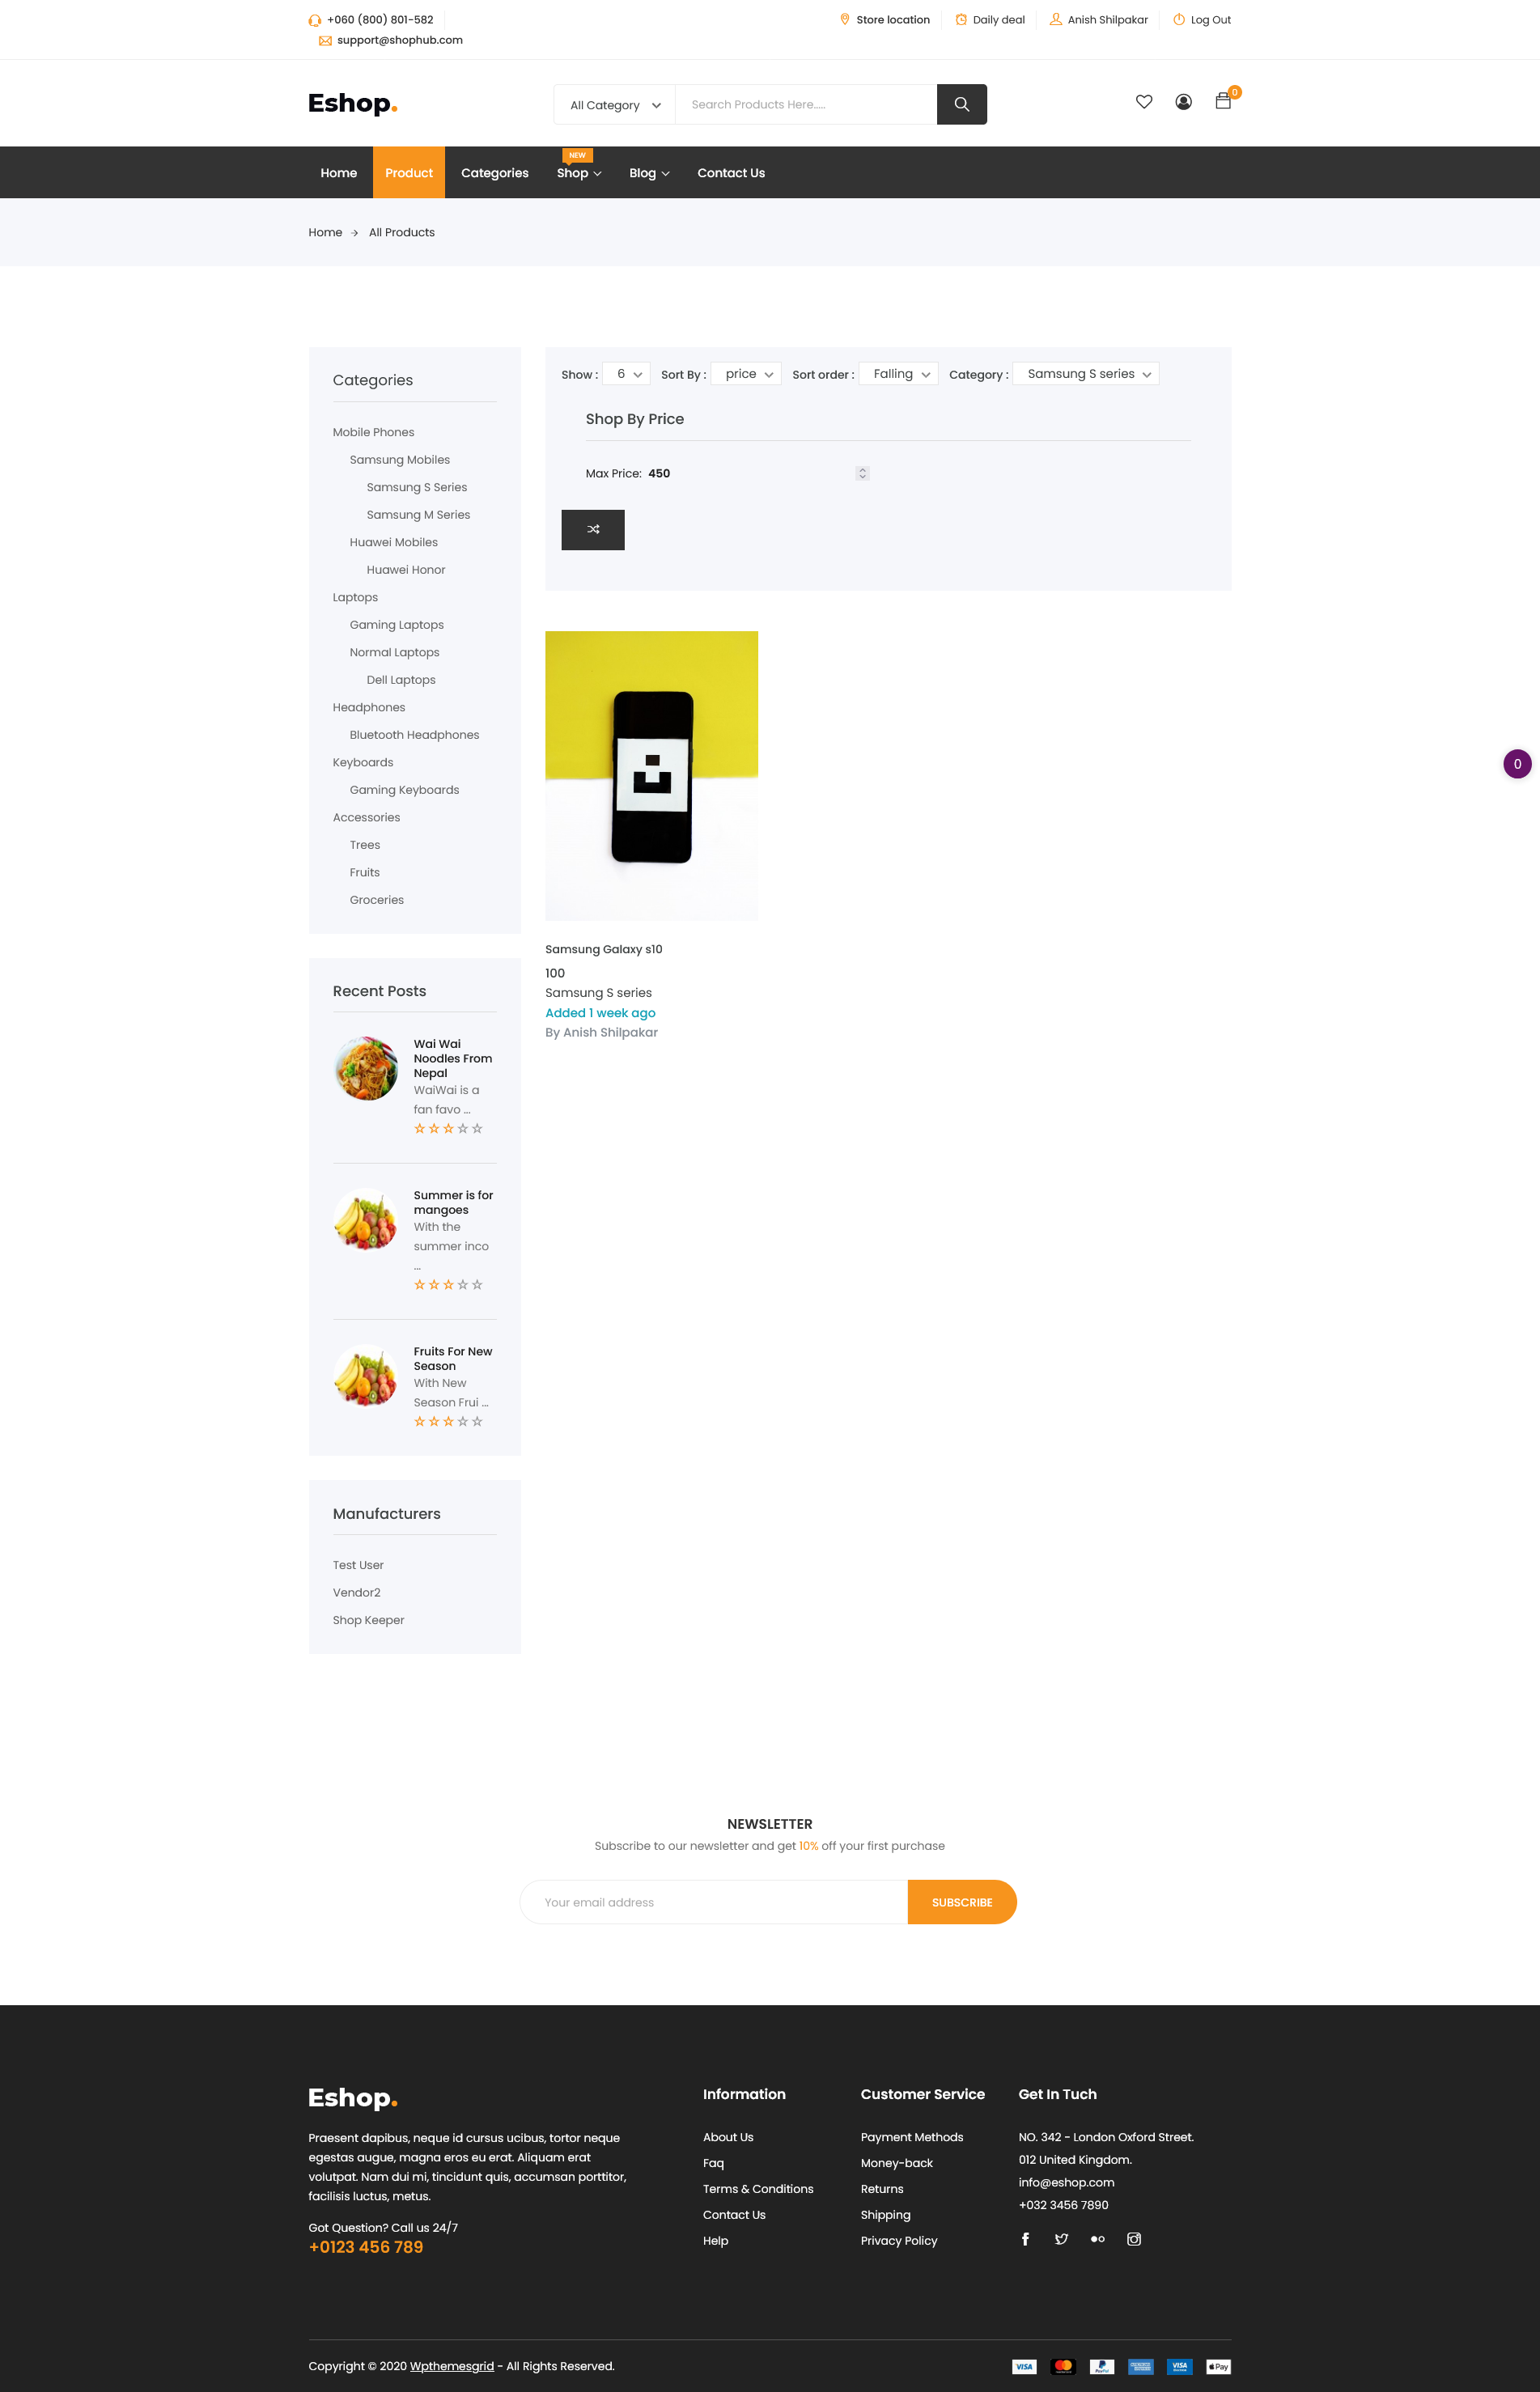 +060 (800) 801-582
support@shophub.com
Store location
Daily deal
Anish Shilpakar
Log Out
Eshop.
All Category
Search Products Here.....
0
NEW
Home
Product
Categories
Shop
Blog
Contact Us
Home
All Products
Categories
Mobile Phones
Samsung Mobiles
Samsung S Series
Samsung M Series
Huawei Mobiles
Huawei Honor
Laptops
Gaming Laptops
Normal Laptops
Dell Laptops
Headphones
Bluetooth Headphones
Keyboards
Gaming Keyboards
Accessories
Trees
Fruits
Groceries
Recent Posts
Wai Wai
Noodles From
Nepal
WaiWai is a
fan favo ...
Summer is for
mangoes
With the
summer inco
...
Fruits For New
Season
With New
Season Frui ...
Manufacturers
Test User
Vendor2
Shop Keeper
Show : 6 Sort By : price Sort order : Falling Category : Samsung S series
Shop By Price
Max Price: 450
Samsung Galaxy s10
100
Samsung S series
Added 1 week ago
By Anish Shilpakar
0
NEWSLETTER
Subscribe to our newsletter and get 10% off your first purchase
Your email address
SUBSCRIBE
Eshop.
Praesent dapibus, neque id cursus ucibus, tortor neque
egestas augue, magna eros eu erat. Aliquam erat
volutpat. Nam dui mi, tincidunt quis, accumsan porttitor,
facilisis luctus, metus.
Got Question? Call us 24/7
+0123 456 789
Information
About Us
Faq
Terms & Conditions
Contact Us
Help
Customer Service
Payment Methods
Money-back
Returns
Shipping
Privacy Policy
Get In Tuch
NO. 342 - London Oxford Street.
012 United Kingdom.
info@eshop.com
+032 3456 7890
Copyright © 2020 Wpthemesgrid - All Rights Reserved.
VISA
PayPal
VISA
Pay